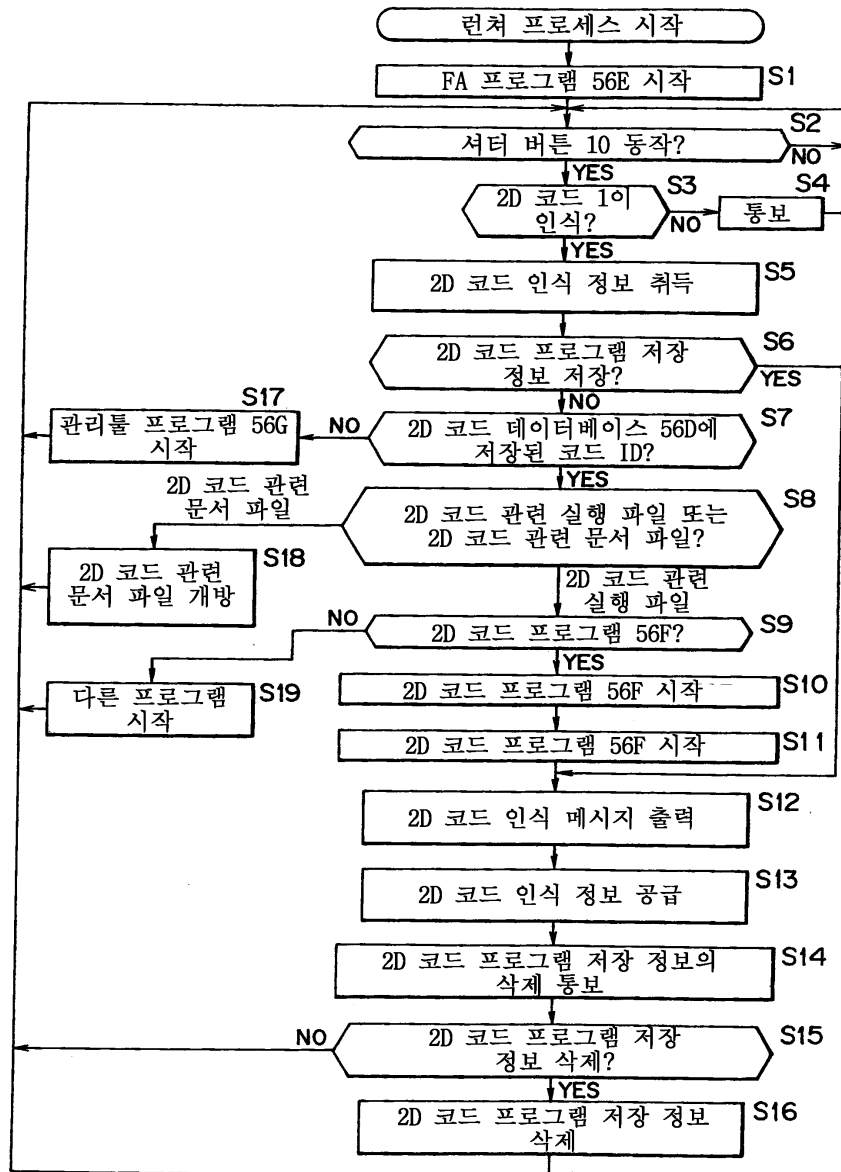 런쳐 프로세스 시작
S1
FA 프로그램 56E 시작
S2
셔터 버튼 10 동작?
NO
YES
S3
S4
2D 코드 1이
인식?
NO
통보
YES
S5
2D 코드 인식 정보 취득
S6
2D 코드 프로그램 저장
정보 저장?
YES
NO
S17
S7
관리툴 프로그램 56G
시작
NO
2D 코드 데이터베이스 56D에
저장된 코드 ID?
YES
2D 코드 관련
문서 파일
S8
2D 코드 관련 실행 파일 또는
2D 코드 관련 문서 파일?
S18
2D 코드 관련
문서 파일 개방
2D 코드 관련
실행 파일
NO
S9
2D 코드 프로그램 56F?
YES
S19
다른 프로그램
시작
S10
2D 코드 프로그램 56F 시작
S11
2D 코드 프로그램 56F 시작
S12
2D 코드 인식 메시지 출력
S13
2D 코드 인식 정보 공급
S14
2D 코드 프로그램 저장 정보의
삭제 통보
NO
S15
2D 코드 프로그램 저장
정보 삭제?
YES
S16
2D 코드 프로그램 저장 정보
삭제